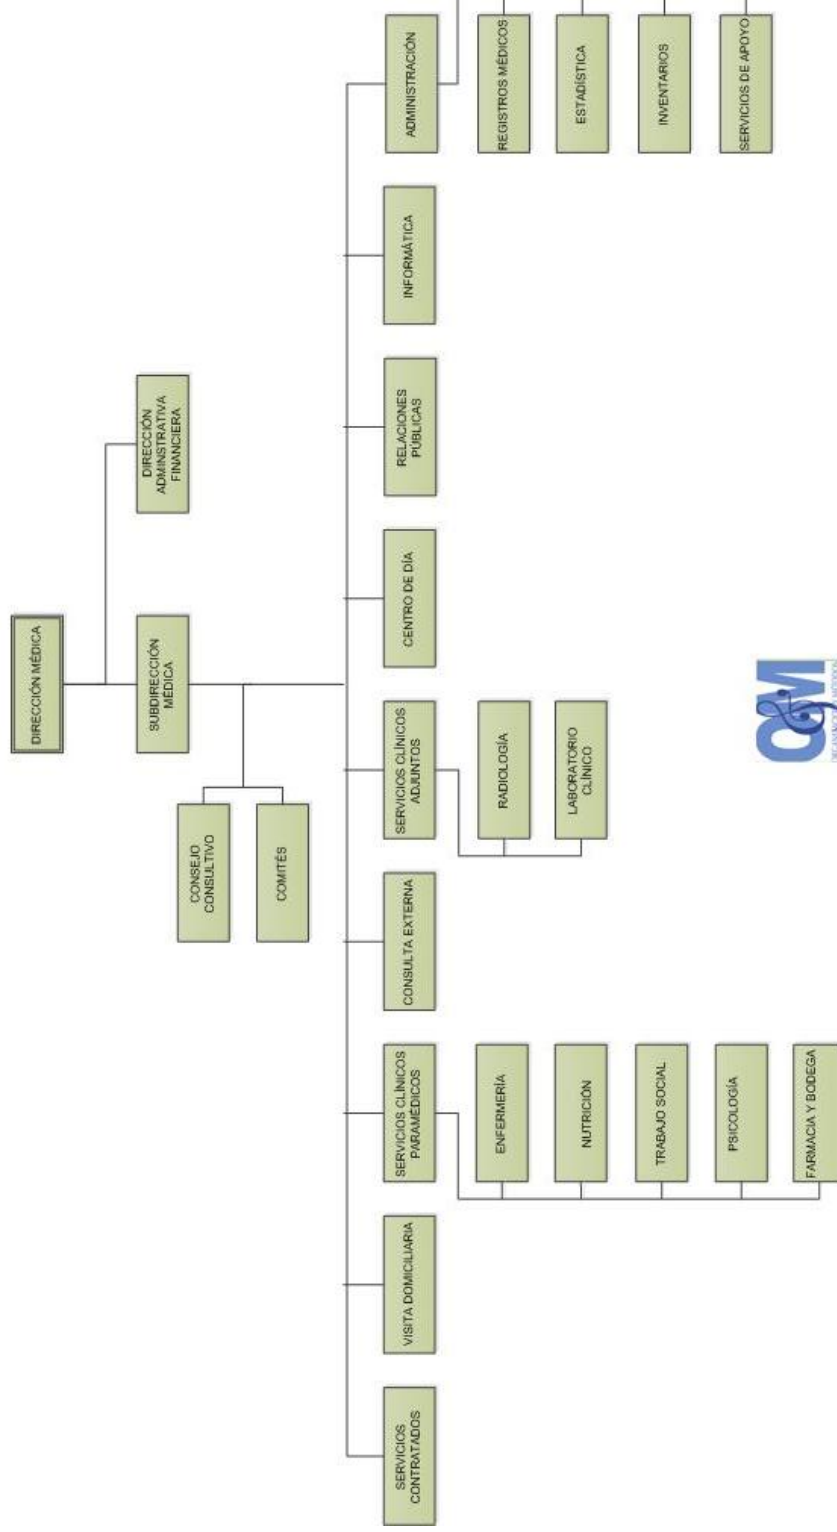 DIRECCIÓN MÉDICA
SUBDIRECCIÓN
MÉDICA
DIRECCIÓN
ADMINSTRATIVA
FINANCIERA
CONSEJO
CONSULTIVO
COMITÉS
SERVICIOS
CONTRATADOS
VISITA DOMICILIARIA
SERVICIOS CLÍNICOS
PARAMÉDICOS
CONSULTA EXTERNA
SERVICIOS CLÍNICOS
ADJUNTOS
CENTRO DE DÍA
RELACIONES
PÚBLICAS
INFORMÁTICA
ADMINISTRACIÓN
ENFERMERÍA
NUTRICIÓN
TRABAJO SOCIAL
PSICOLOGÍA
FARMACIA Y BODEGA
RADIOLOGÍA
LABORATORIO
CLÍNICO
REGISTROS MÉDICOS
ESTADÍSTICA
INVENTARIOS
SERVICIOS DE APOYO
O&M